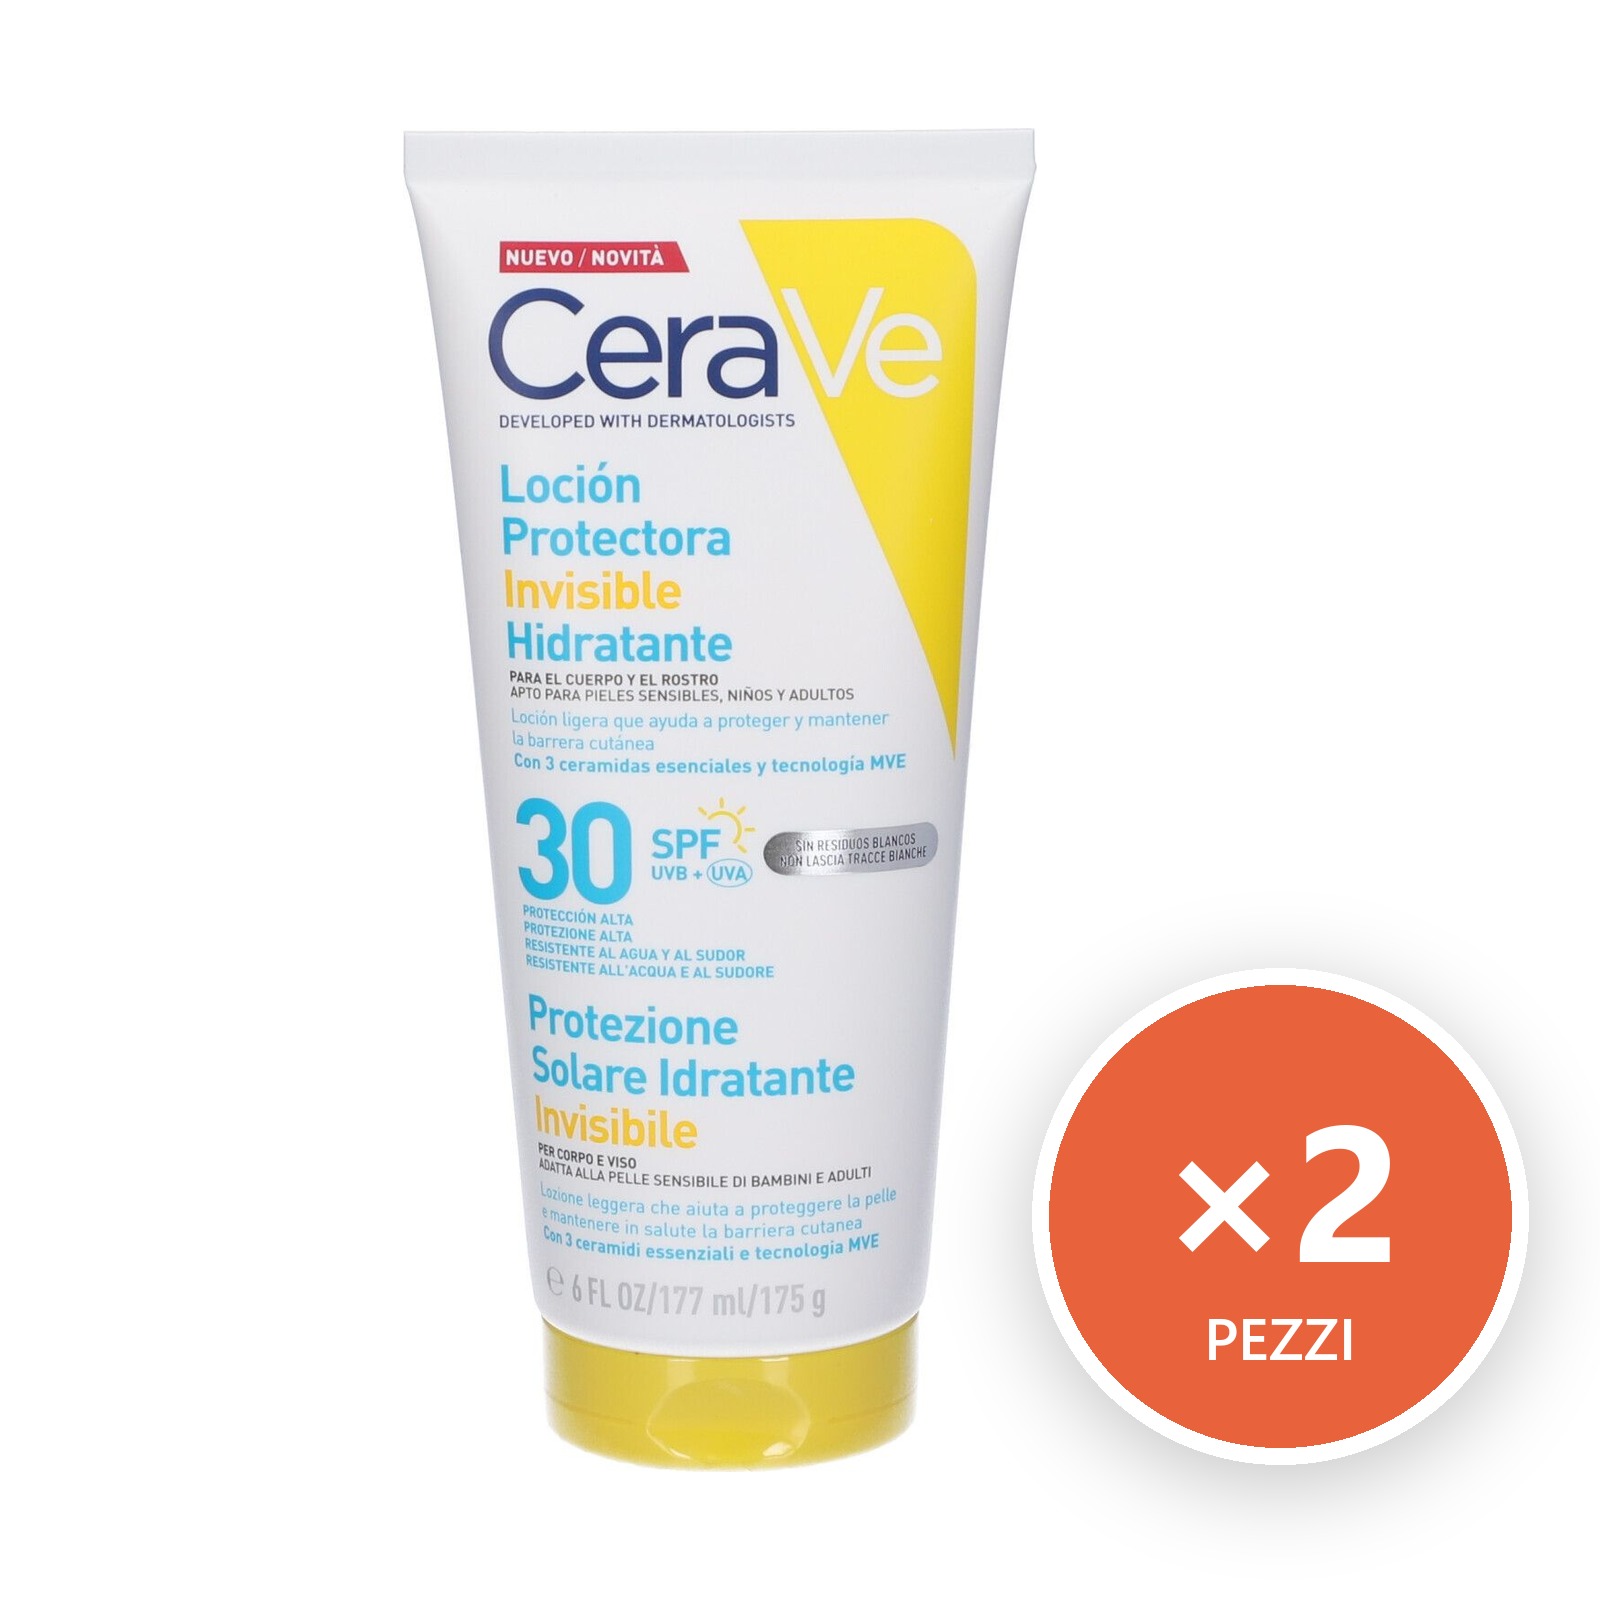 NUEVO / NOVITÀ
CeraVe
DEVELOPED WITH DERMATOLOGISTS
Loción
Protectora
Invisible
Hidratante
PARA EL CUERPO Y EL ROSTRO
APTO PARA PIELES SENSIBLES, NIÑOS Y ADULTOS
Loción ligera que ayuda a proteger y mantener
la barrera cutánea
Con 3 ceramidas esenciales y tecnología MVE
30 SPF
UVB + UVA
SIN RESIDUOS BLANCOS
NON LASCIA TRACCE BIANCHE
PROTECCIÓN ALTA
PROTEZIONE ALTA
RESISTENTE AL AGUA Y AL SUDOR
RESISTENTE ALL'ACQUA E AL SUDORE
Protezione
Solare Idratante
Invisibile
PER CORPO E VISO
ADATTA ALLA PELLE SENSIBILE DI BAMBINI E ADULTI
Lozione leggera che aiuta a proteggere la pelle
e mantenere in salute la barriera cutanea
Con 3 ceramidi essenziali e tecnologia MVE
℮ 6 FL OZ/177 ml/175 g
×2
PEZZI